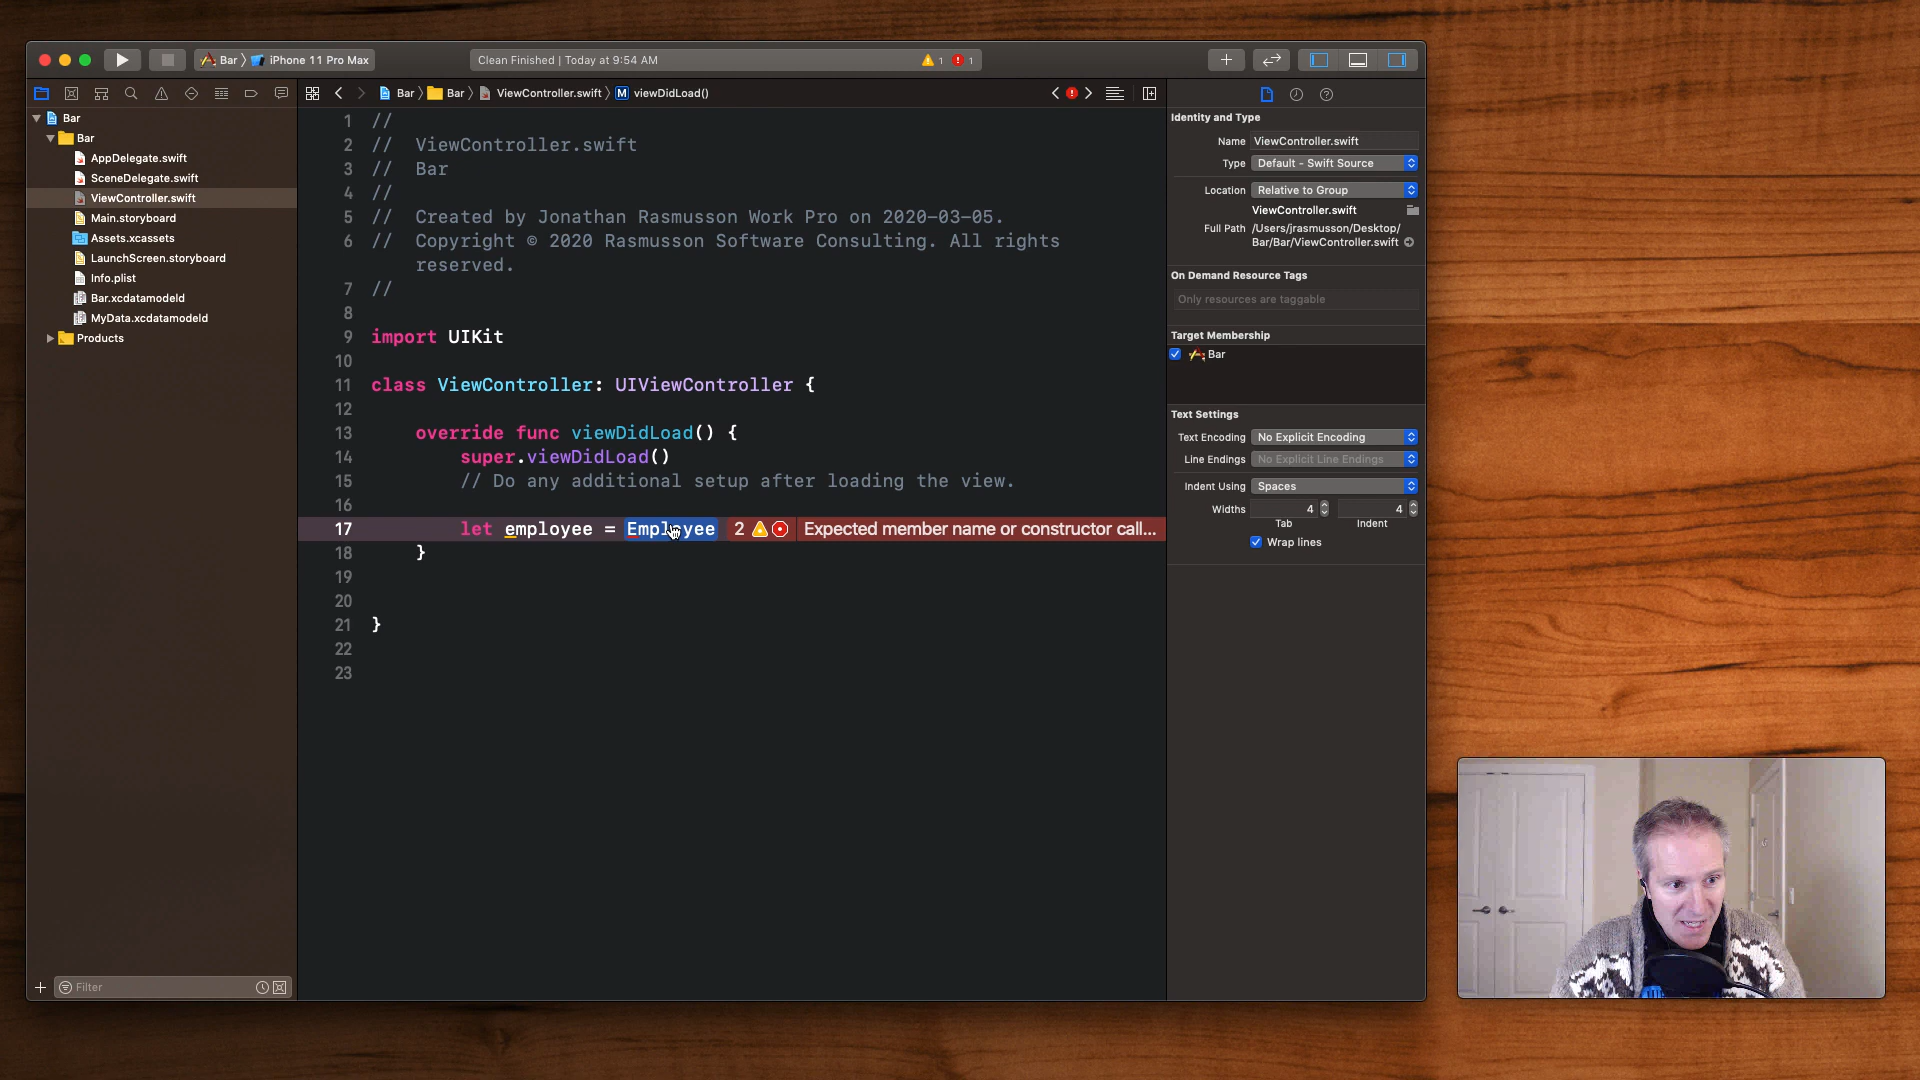 Bar 〉 iPhone 11 Pro Max
Clean Finished | Today at 9:54 AM
1
1
Bar
Bar
AppDelegate.swift
SceneDelegate.swift
ViewController.swift
Main.storyboard
Assets.xcassets
LaunchScreen.storyboard
Info.plist
Bar.xcdatamodeld
MyData.xcdatamodeld
Products
Filter
Bar 〉 Bar 〉 ViewController.swift 〉 M viewDidLoad()
1 //
2 //  ViewController.swift
3 //  Bar
4 //
5 //  Created by Jonathan Rasmusson Work Pro on 2020-03-05.
6 //  Copyright © 2020 Rasmusson Software Consulting. All rights
reserved.
7 //
8
9 import UIKit
10
11 class ViewController: UIViewController {
12
13 override func viewDidLoad() {
14 super.viewDidLoad()
15 // Do any additional setup after loading the view.
16
17 let employee = Employee 2 Expected member name or constructor call...
18 }
19
20
21 }
22
23
Identity and Type
Name ViewController.swift
Type Default - Swift Source
Location Relative to Group
ViewController.swift
Full Path /Users/jrasmusson/Desktop/
Bar/Bar/ViewController.swift
On Demand Resource Tags
Only resources are taggable
Target Membership
Bar
Text Settings
Text Encoding No Explicit Encoding
Line Endings No Explicit Line Endings
Indent Using Spaces
Widths 4 4
Tab Indent
Wrap lines